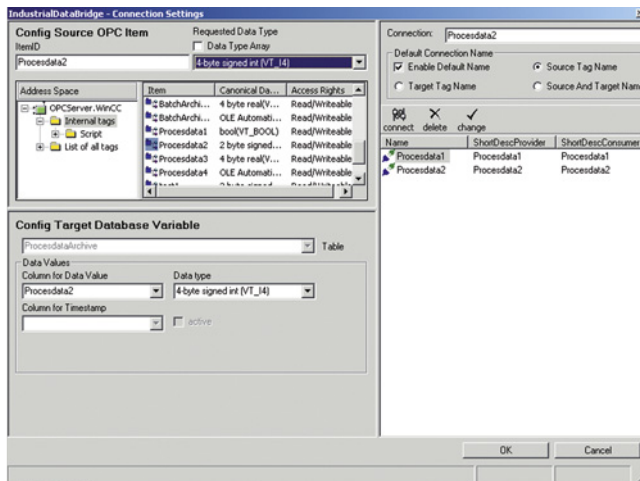 IndustrialDataBridge - Connection Settings
Config Source OPC Item
Requested Data Type
ItemID
Data Type Array
Procesdata2
4-byte signed int (VT_I4)
Address Space
OPCServer.WinCC
Internal tags
Script
List of all tags
Item Canonical Da... Access Rights
BatchArchi... 4 byte real(V... Read/Writeable
BatchArchi... OLE Automati... Read/Writeable
Procesdata1 bool(VT_BOOL) Read/Writeable
Procesdata2 2 byte signed... Read/Writeable
Procesdata3 4 byte real(V... Read/Writeable
Procesdata4 OLE Automati... Read/Writeable
Config Target Database Variable
ProcesdataArchive Table
Data Values
Column for Data Value Data type
Procesdata2 4-byte signed int (VT_I4)
Column for Timestamp
active
Connection: Procesdata2
Default Connection Name
Enable Default Name Source Tag Name
Target Tag Name Source And Target Name
connect delete change
Name ShortDescProvider ShortDescConsumer
Procesdata1 Procesdata1 Procesdata1
Procesdata2 Procesdata2 Procesdata2
OK Cancel